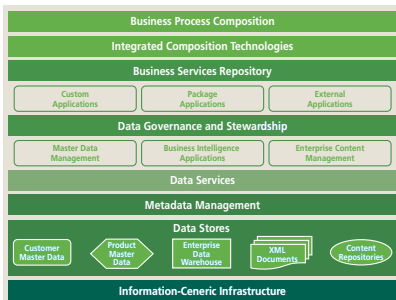 Business Process Composition
Integrated Composition Technologies
Business Services Repository
Custom
Applications
Package
Applications
External
Applications
Data Governance and Stewardship
Master Data
Management
Business Intelligence
Applications
Enterprise Content
Management
Data Services
Metadata Management
Data Stores
Customer
Master Data
Product
Master
Data
Enterprise
Data
Warehouse
XML
Documents
Content
Repositories
Information-Ceneric Infrastructure